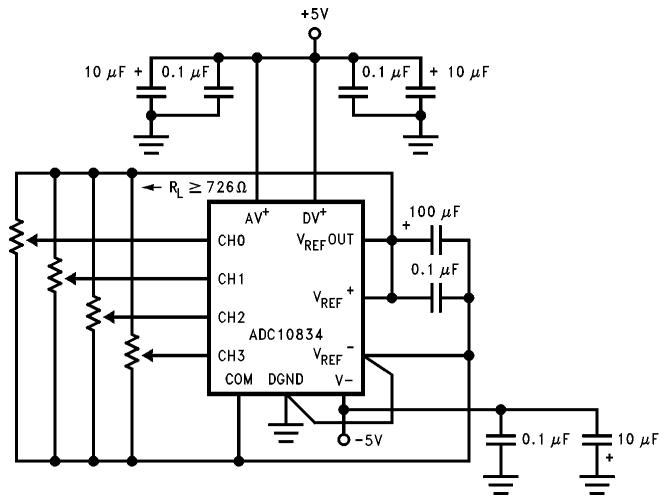 +5V
10 μF + 0.1 μF
0.1 μF + 10 μF
R_L ≥ 726Ω
+ 100 μF
AV⁺ DV⁺
CH0 V_REF OUT
0.1 μF
CH1
V_REF⁺
CH2
ADC10834
CH3 V_REF⁻
COM DGND V−
−5V
0.1 μF 10 μF
+